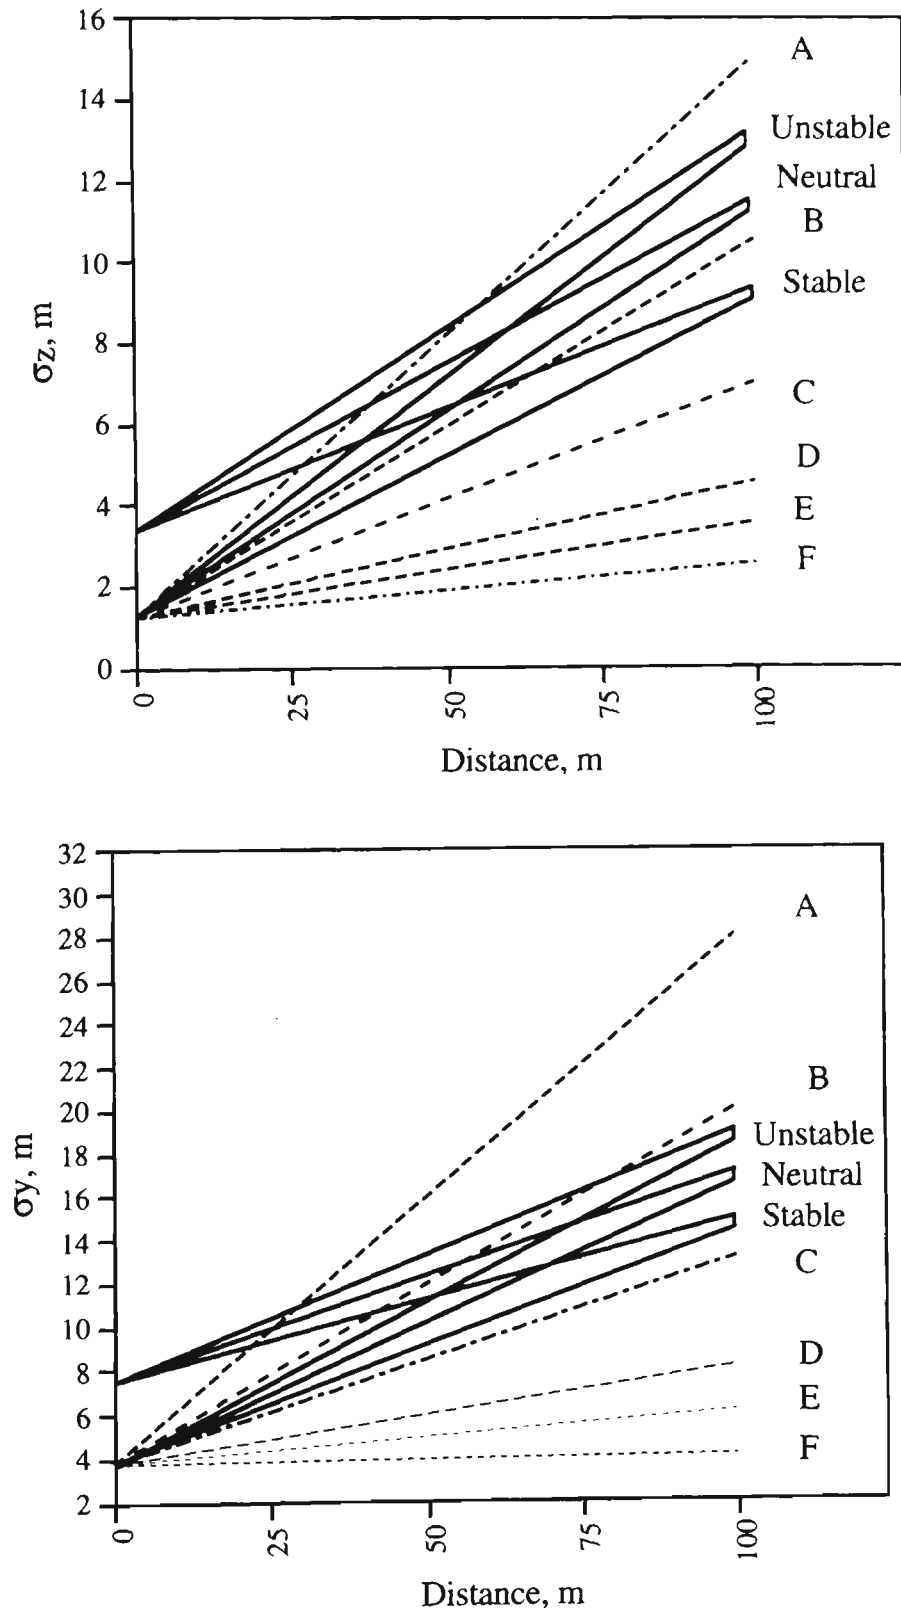 16
14
12
10
8
6
4
2
0
σz, m
A
Unstable
Neutral
B
Stable
C
D
E
F
0
25
50
75
100
Distance, m
32
30
28
26
24
22
20
18
16
14
12
10
8
6
4
2
σy, m
A
B
Unstable
Neutral
Stable
C
D
E
F
0
25
50
75
100
Distance, m